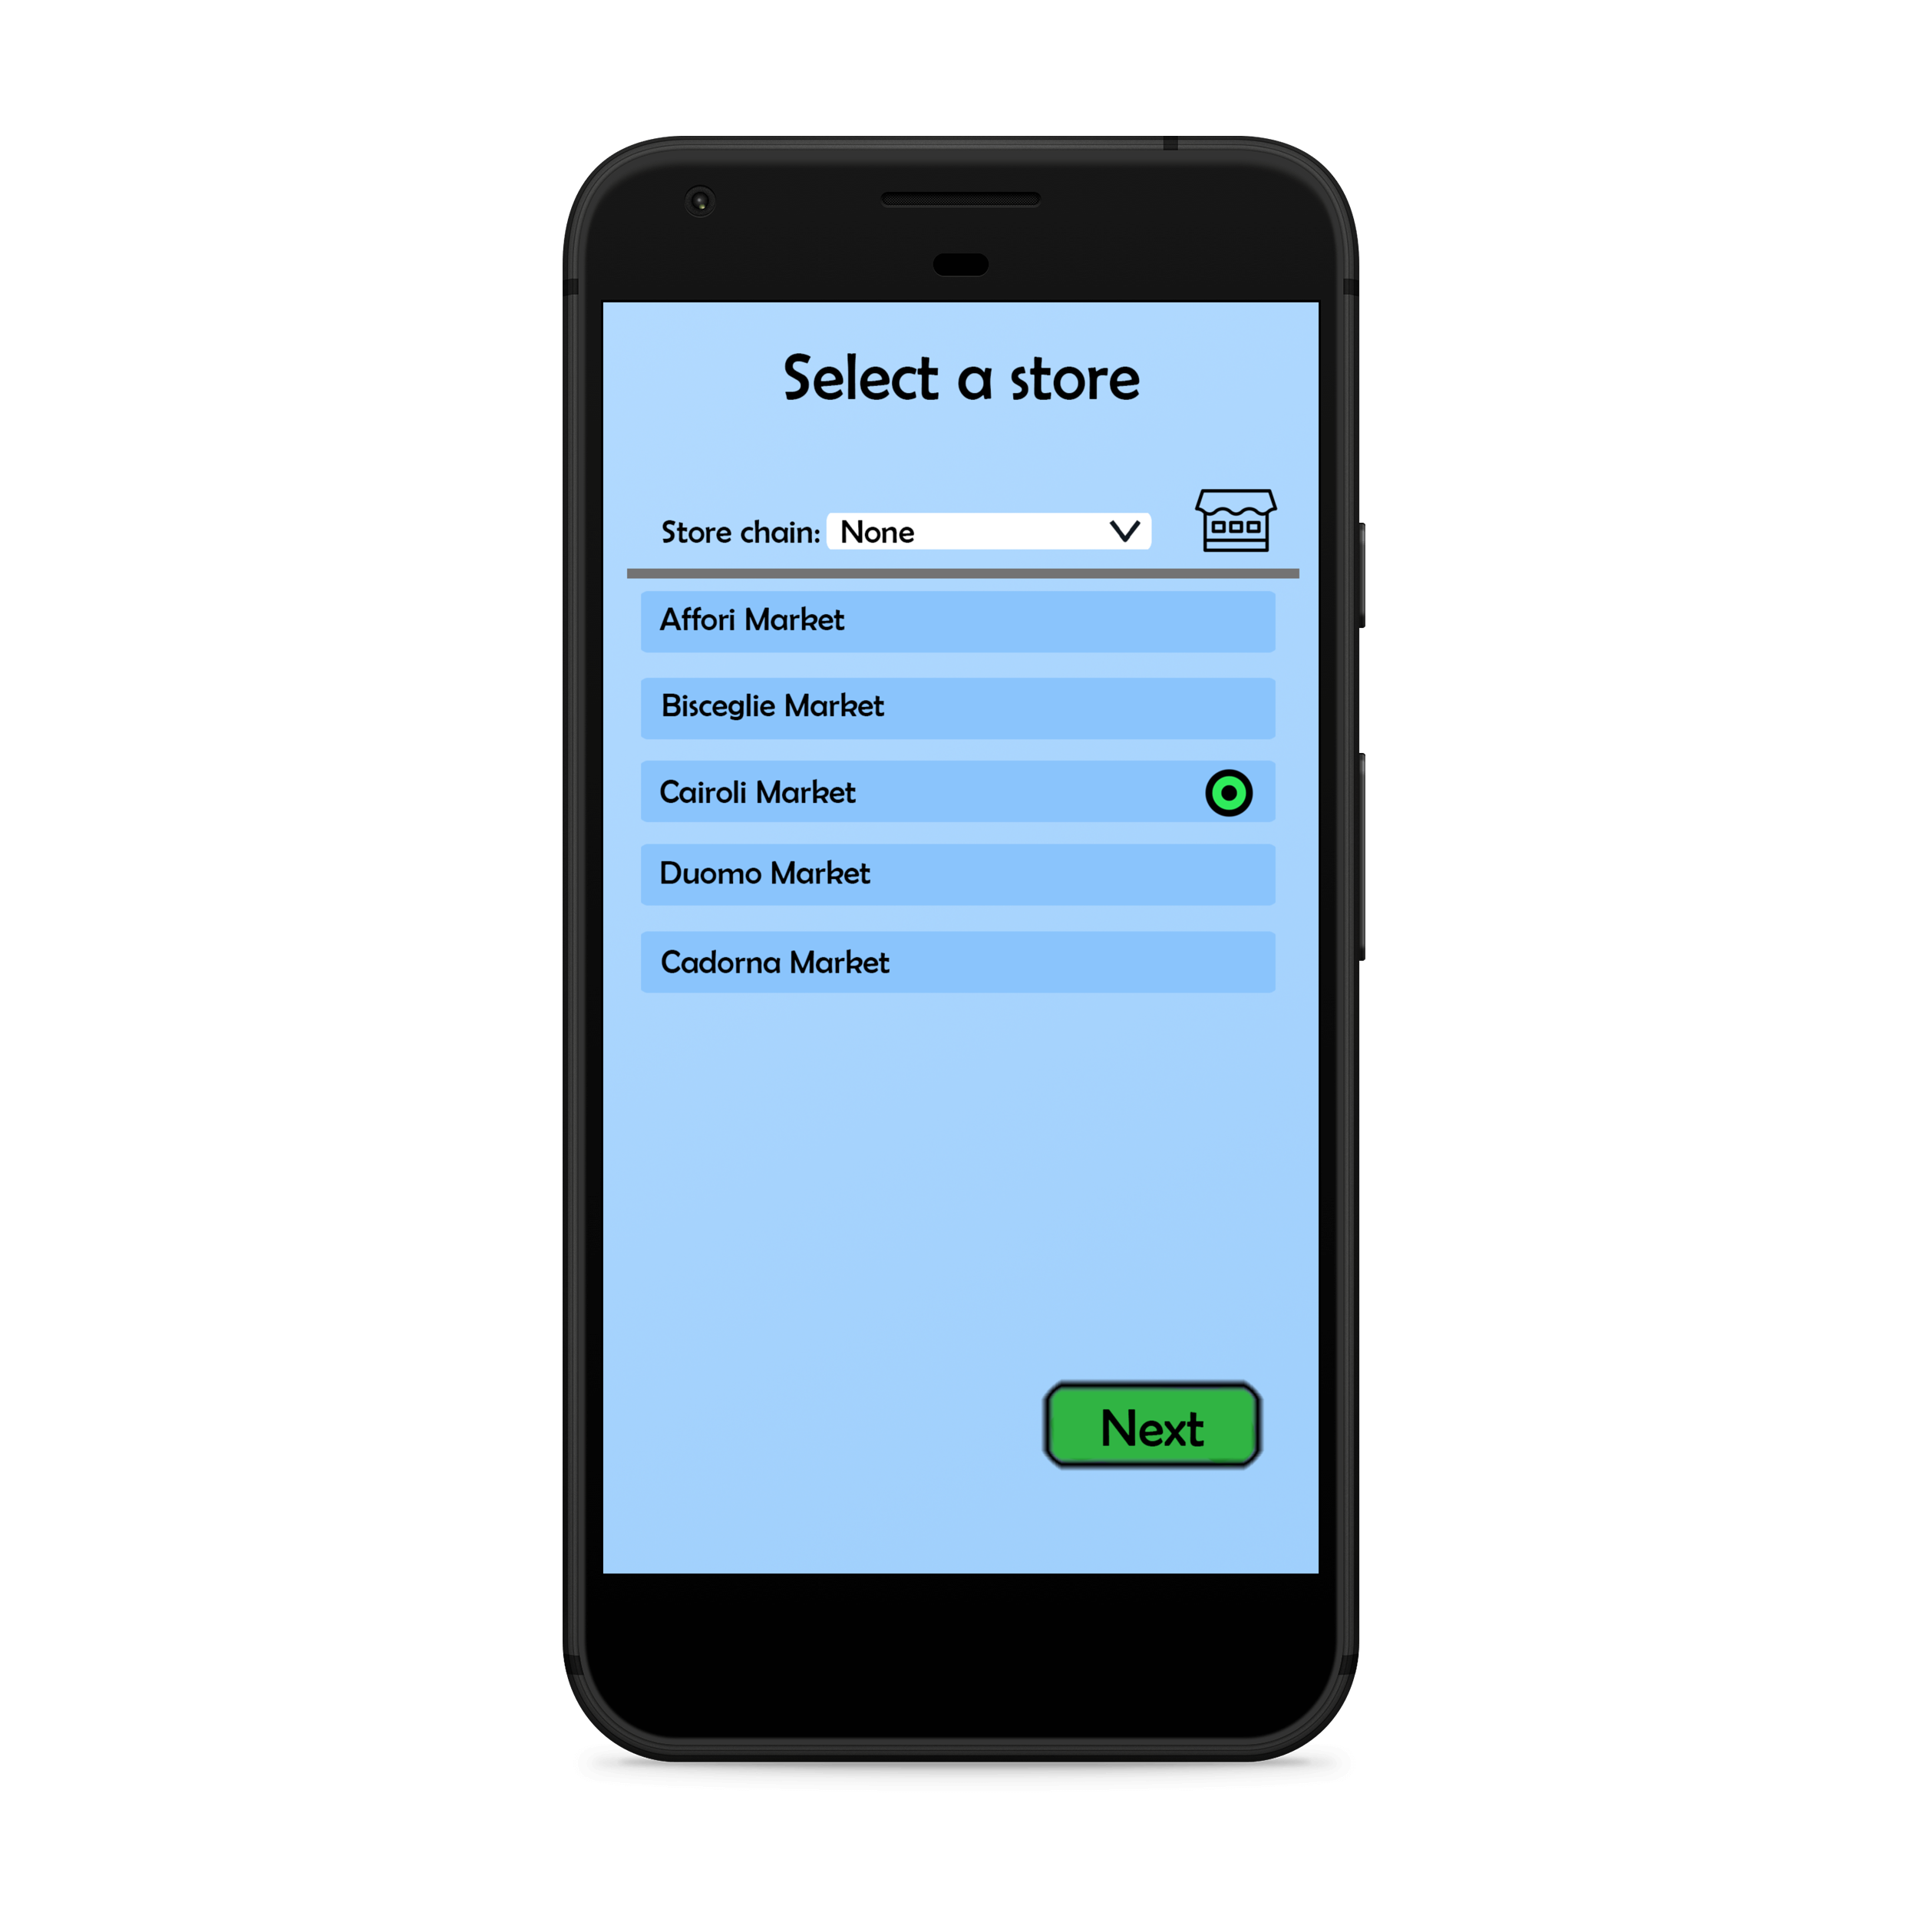 Select a store
Store chain: None
Affori Market
Bisceglie Market
Cairoli Market
Duomo Market
Cadorna Market
Next